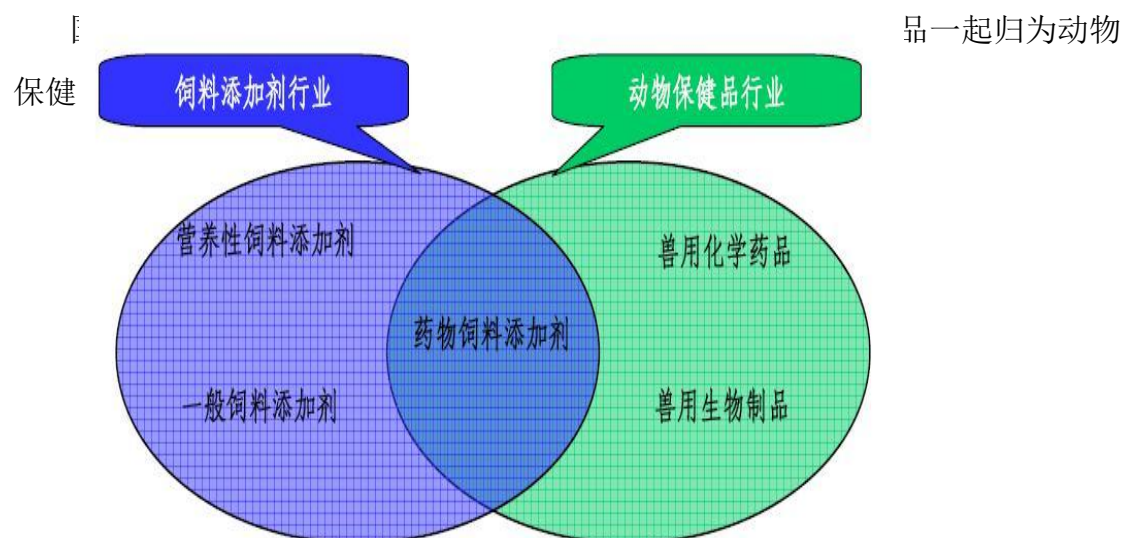 品一起归为动物
保健
饲料添加剂行业
动物保健品行业
营养性饲料添加剂
兽用化学药品
药物饲料添加剂
一般饲料添加剂
兽用生物制品